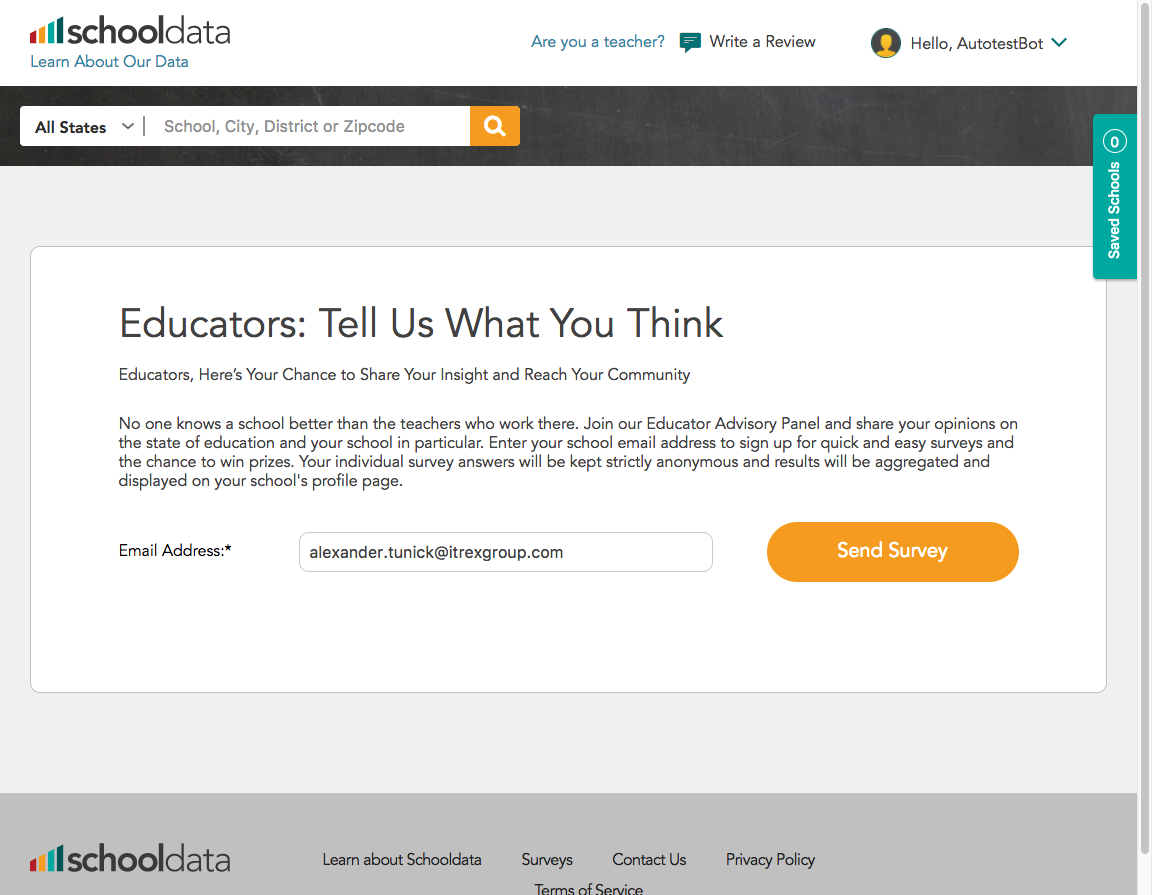 schooldata
Learn About Our Data
Are you a teacher?
Write a Review
Hello, AutotestBot
All States
School, City, District or Zipcode
0
Saved Schools
Educators: Tell Us What You Think
Educators, Here’s Your Chance to Share Your Insight and Reach Your Community
No one knows a school better than the teachers who work there. Join our Educator Advisory Panel and share your opinions on
the state of education and your school in particular. Enter your school email address to sign up for quick and easy surveys and
the chance to win prizes. Your individual survey answers will be kept strictly anonymous and results will be aggregated and
displayed on your school's profile page.
Email Address:*
alexander.tunick@itrexgroup.com
Send Survey
schooldata
Learn about Schooldata
Surveys
Contact Us
Privacy Policy
Terms of Service